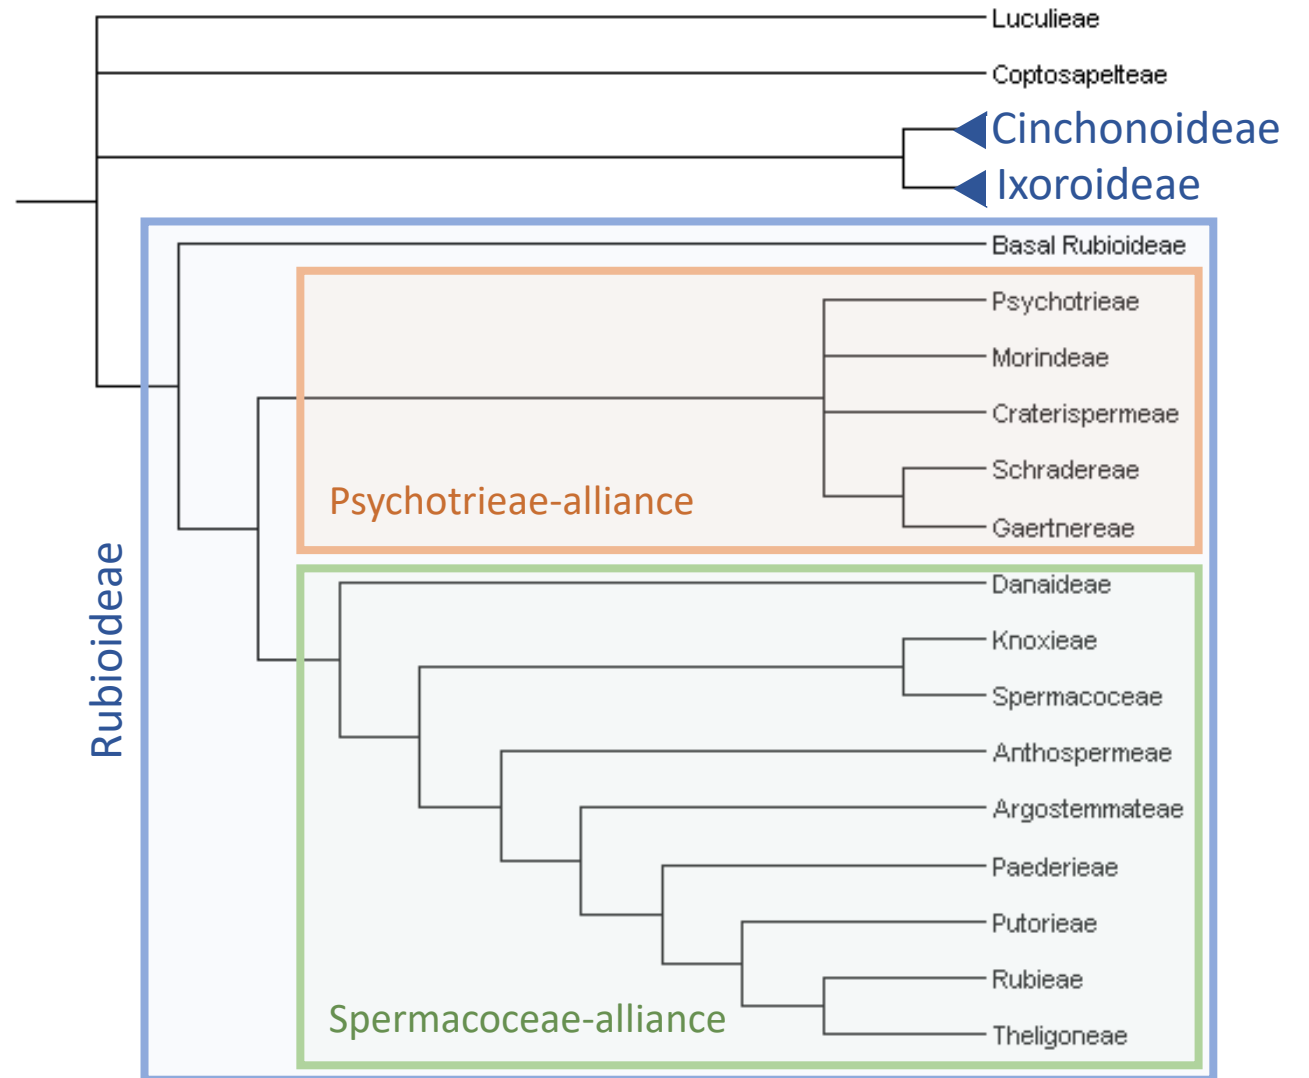 Luculieae
Coptosapelteae
Cinchonoideae
Ixoroideae
Basal Rubioideae
Psychotrieae
Morindeae
Craterispermeae
Schradereae
Psychotrieae-alliance
Gaertnereae
Danaideae
Rubioideae
Knoxieae
Spermacoceae
Anthospermeae
Argostemmateae
Paederieae
Putorieae
Rubieae
Spermacoceae-alliance
Theligoneae